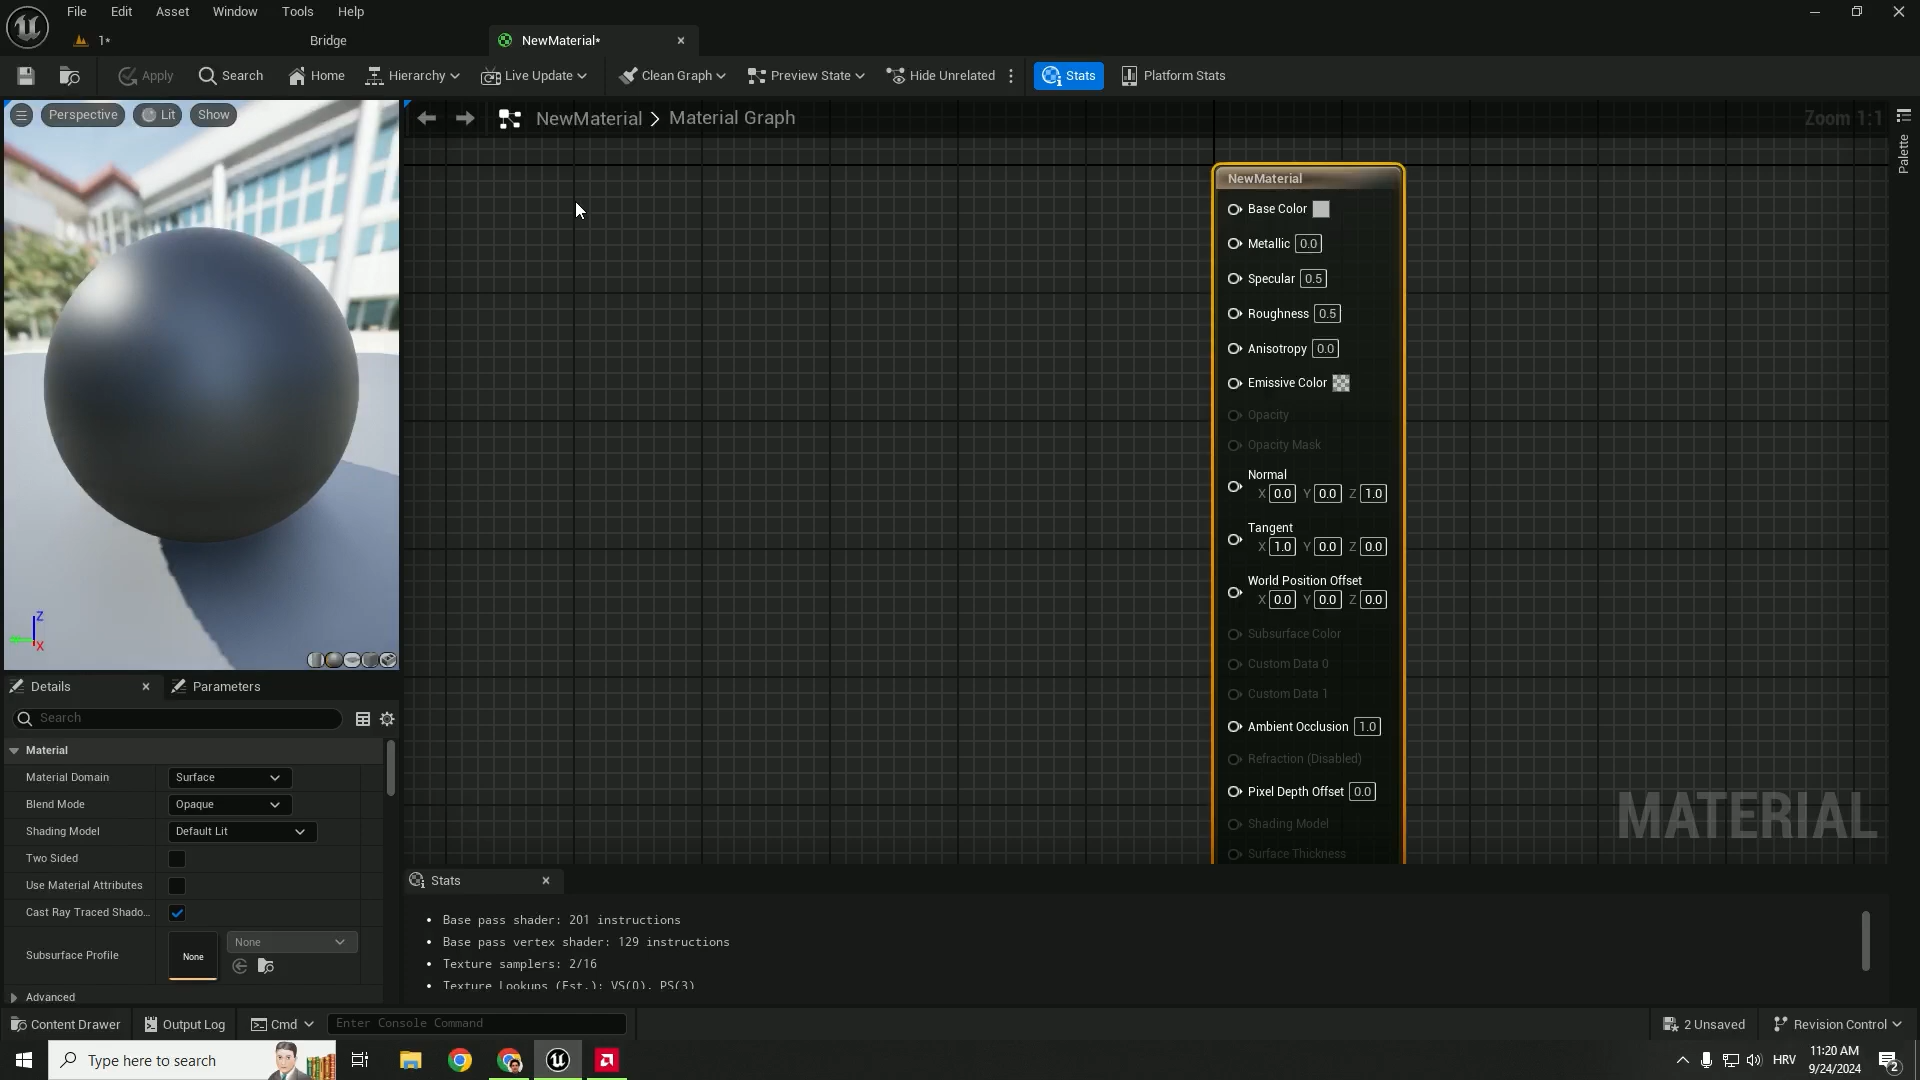 File Edit Asset Window Tools Help
1*
Bridge
NewMaterial*
Apply
Search
Home
Hierarchy
Live Update
Clean Graph
Preview State
Hide Unrelated
Stats
Platform Stats
Perspective
Lit
Show
NewMaterial > Material Graph
Zoom 1:1
Palette
NewMaterial
Base Color
Metallic 0.0
Specular 0.5
Roughness 0.5
Anisotropy 0.0
Emissive Color
Opacity
Opacity Mask
Normal
X 0.0 Y 0.0 Z 1.0
Tangent
X 1.0 Y 0.0 Z 0.0
World Position Offset
X 0.0 Y 0.0 Z 0.0
Subsurface Color
Custom Data 0
Custom Data 1
Ambient Occlusion 1.0
Refraction (Disabled)
Pixel Depth Offset 0.0
Shading Model
Surface Thickness
MATERIAL
Z
X
Details
Parameters
Search
Material
Material Domain Surface
Blend Mode Opaque
Shading Model Default Lit
Two Sided
Use Material Attributes
Cast Ray Traced Shado...
Subsurface Profile None None
Advanced
Stats
• Base pass shader: 201 instructions
• Base pass vertex shader: 129 instructions
• Texture samplers: 2/16
• Texture Lookups (Est.): VS(0), PS(3)
Content Drawer
Output Log
Cmd
Enter Console Command
2 Unsaved
Revision Control
Type here to search
HRV
11:20 AM
9/24/2024
2